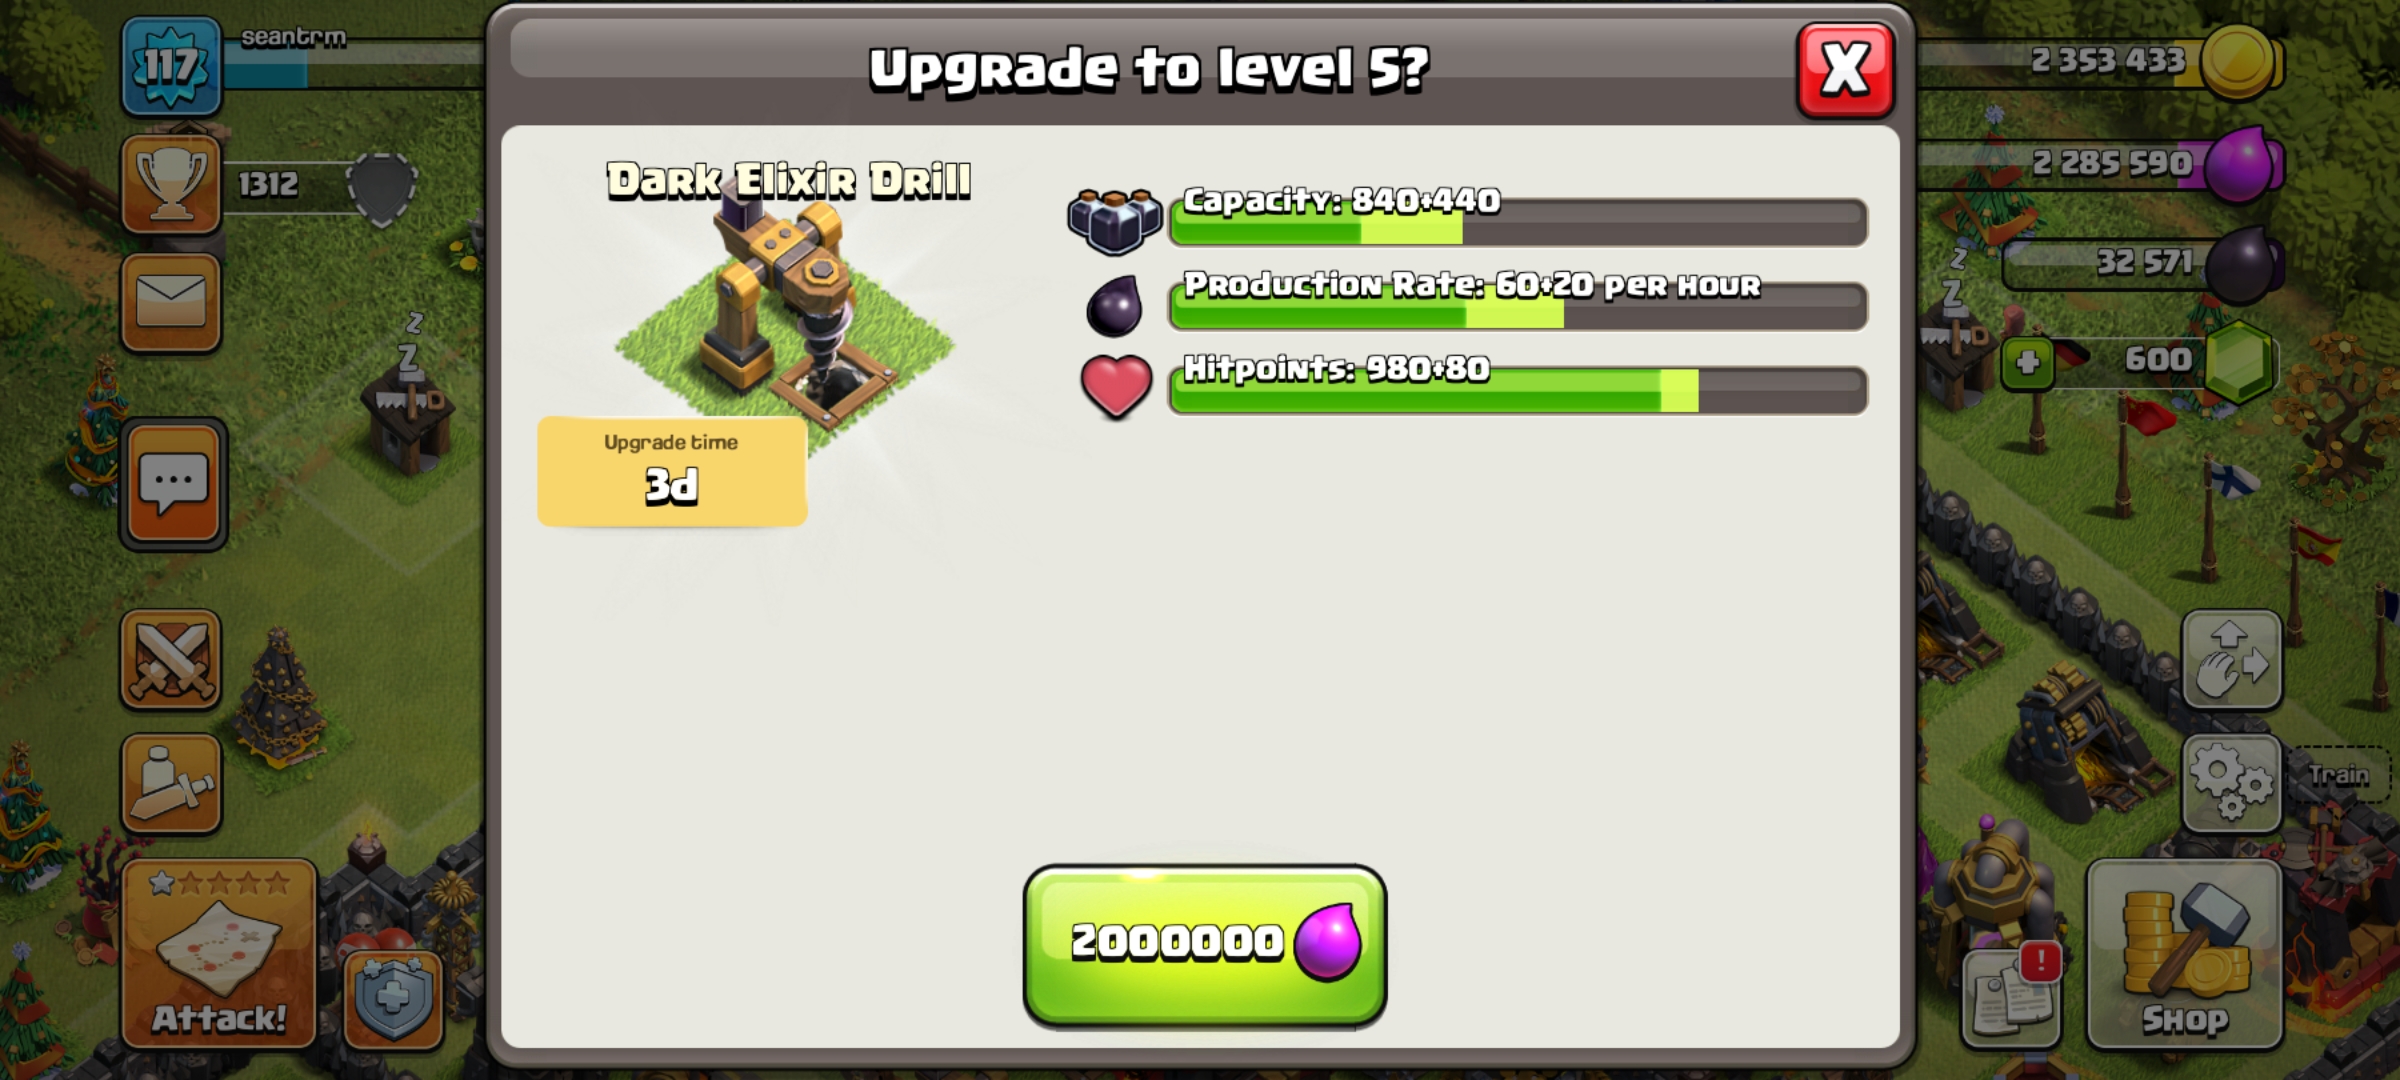 117
seantrm
Upgrade to level 5?
X
2 353 433
1312
Dark Elixir Drill
Capacity: 840+440
2 285 590
Production Rate: 60+20 per hour
32 571
Hitpoints: 980+80
600
z
Z
z
Z
Upgrade time
3d
Train
2000000
!
Attack!
Shop